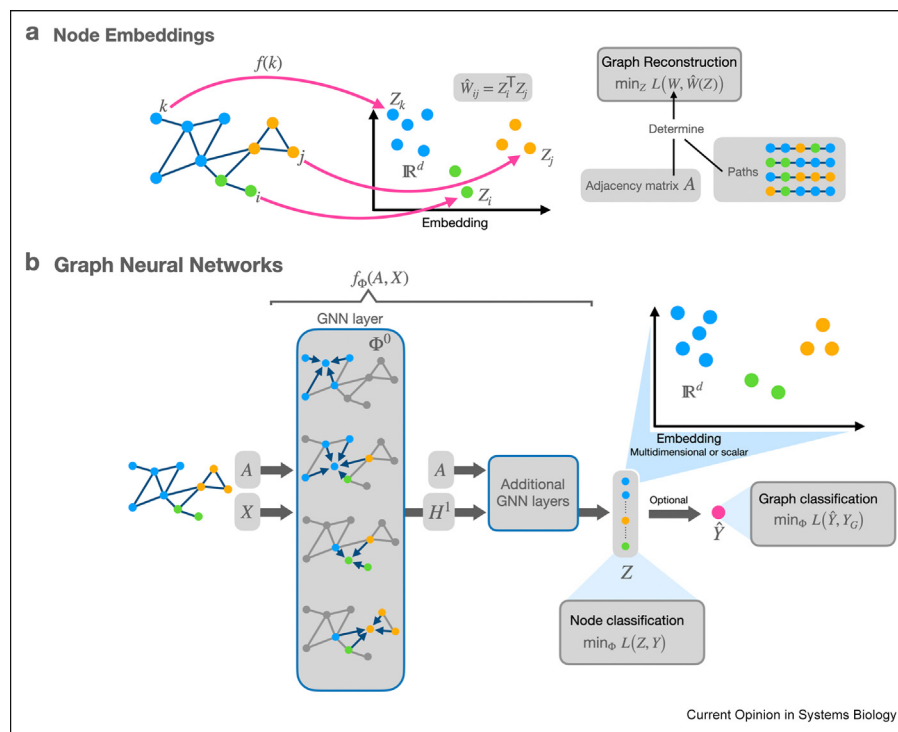 a Node Embeddings
f(k)
k
j
i
Z_k
Ŵ_ij = Z_i^T Z_j
ℝ^d
Z_j
Z_i
Embedding
Graph Reconstruction
min_Z L(W, Ŵ(Z))
Determine
Adjacency matrix A
Paths
b Graph Neural Networks
f_Φ(A, X)
GNN layer
Φ^0
A
X
A
H^1
Additional
GNN layers
ℝ^d
Embedding
Multidimensional or scalar
Z
Optional
Ŷ
Graph classification
min_Φ L(Ŷ, Y_G)
Node classification
min_Φ L(Z, Y)
Current Opinion in Systems Biology